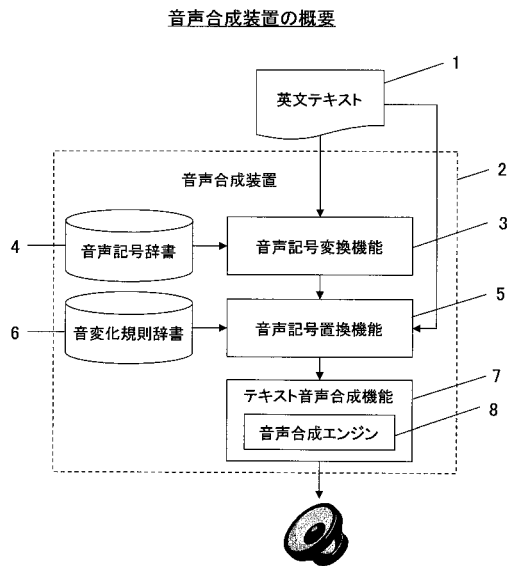 音声合成装置の概要
1
英文テキスト
2
音声合成装置
3
4
音声記号辞書
音声記号変換機能
5
6
音変化規則辞書
音声記号置換機能
7
テキスト音声合成機能
8
音声合成エンジン